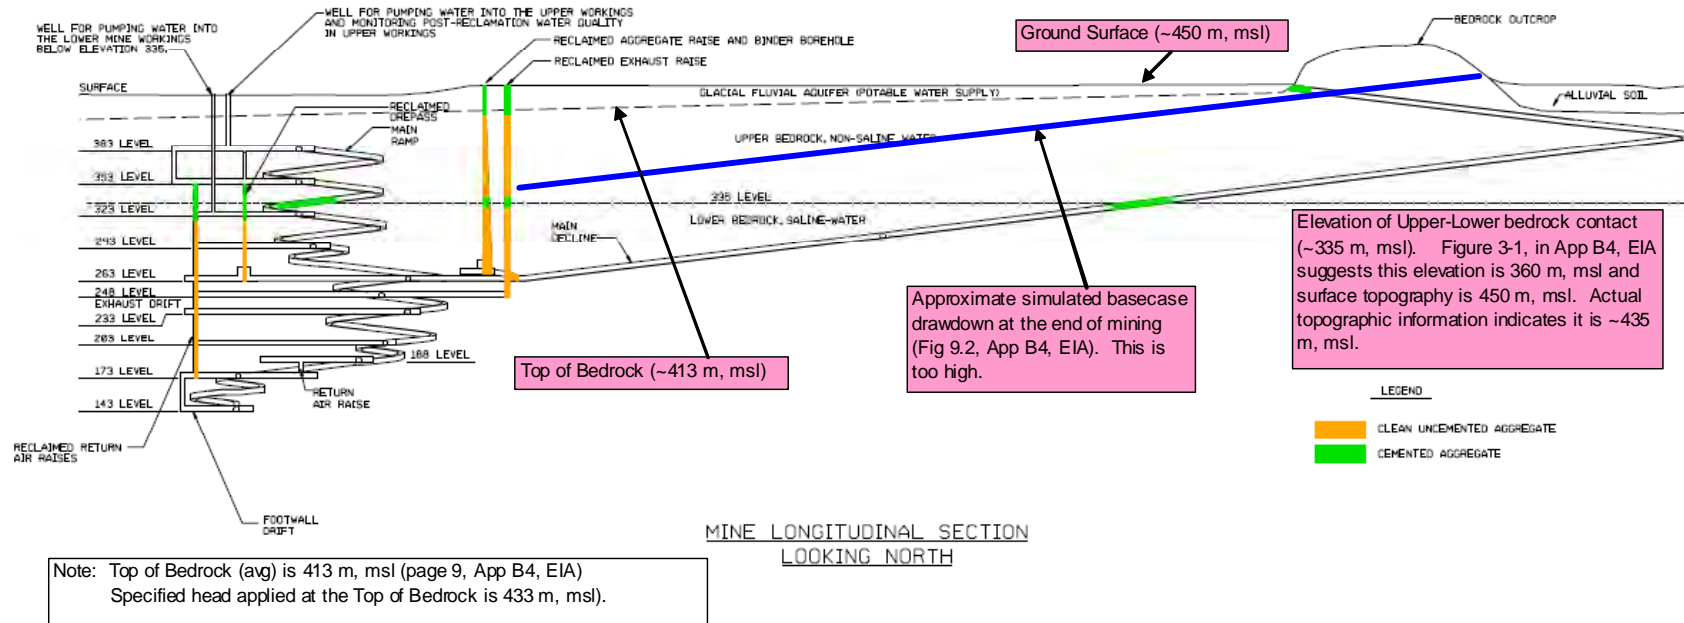 WELL FOR PUMPING WATER INTO
THE LOWER MINE WORKINGS
BELOW ELEVATION 335.
WELL FOR PUMPING WATER INTO THE UPPER WORKINGS
AND MONITORING POST-RECLAMATION WATER QUALITY
IN UPPER WORKINGS
RECLAIMED AGGREGATE RAISE AND BINDER BOREHOLE
RECLAIMED EXHAUST RAISE
Ground Surface (~450 m, msl)
BEDROCK OUTCROP
SURFACE
GLACIAL FLUVIAL AQUIFER (POTABLE WATER SUPPLY)
ALLUVIAL SOIL
RECLAIMED
OREPASS
MAIN
RAMP
UPPER BEDROCK, NON-SALINE WATER
383 LEVEL
353 LEVEL
335 LEVEL
323 LEVEL
LOWER BEDROCK, SALINE-WATER
MAIN
DECLINE
293 LEVEL
263 LEVEL
248 LEVEL
EXHAUST DRIFT
233 LEVEL
203 LEVEL
188 LEVEL
173 LEVEL
RETURN
AIR RAISE
143 LEVEL
RECLAIMED RETURN
AIR RAISES
FOOTWALL
DRIFT
Top of Bedrock (~413 m, msl)
Approximate simulated basecase
drawdown at the end of mining
(Fig 9.2, App B4, EIA). This is
too high.
Elevation of Upper-Lower bedrock contact
(~335 m, msl). Figure 3-1, in App B4, EIA
suggests this elevation is 360 m, msl and
surface topography is 450 m, msl. Actual
topographic information indicates it is ~435
m, msl.
LEGEND
CLEAN UNCEMENTED AGGREGATE
CEMENTED AGGREGATE
MINE LONGITUDINAL SECTION
LOOKING NORTH
Note: Top of Bedrock (avg) is 413 m, msl (page 9, App B4, EIA)
Specified head applied at the Top of Bedrock is 433 m, msl).